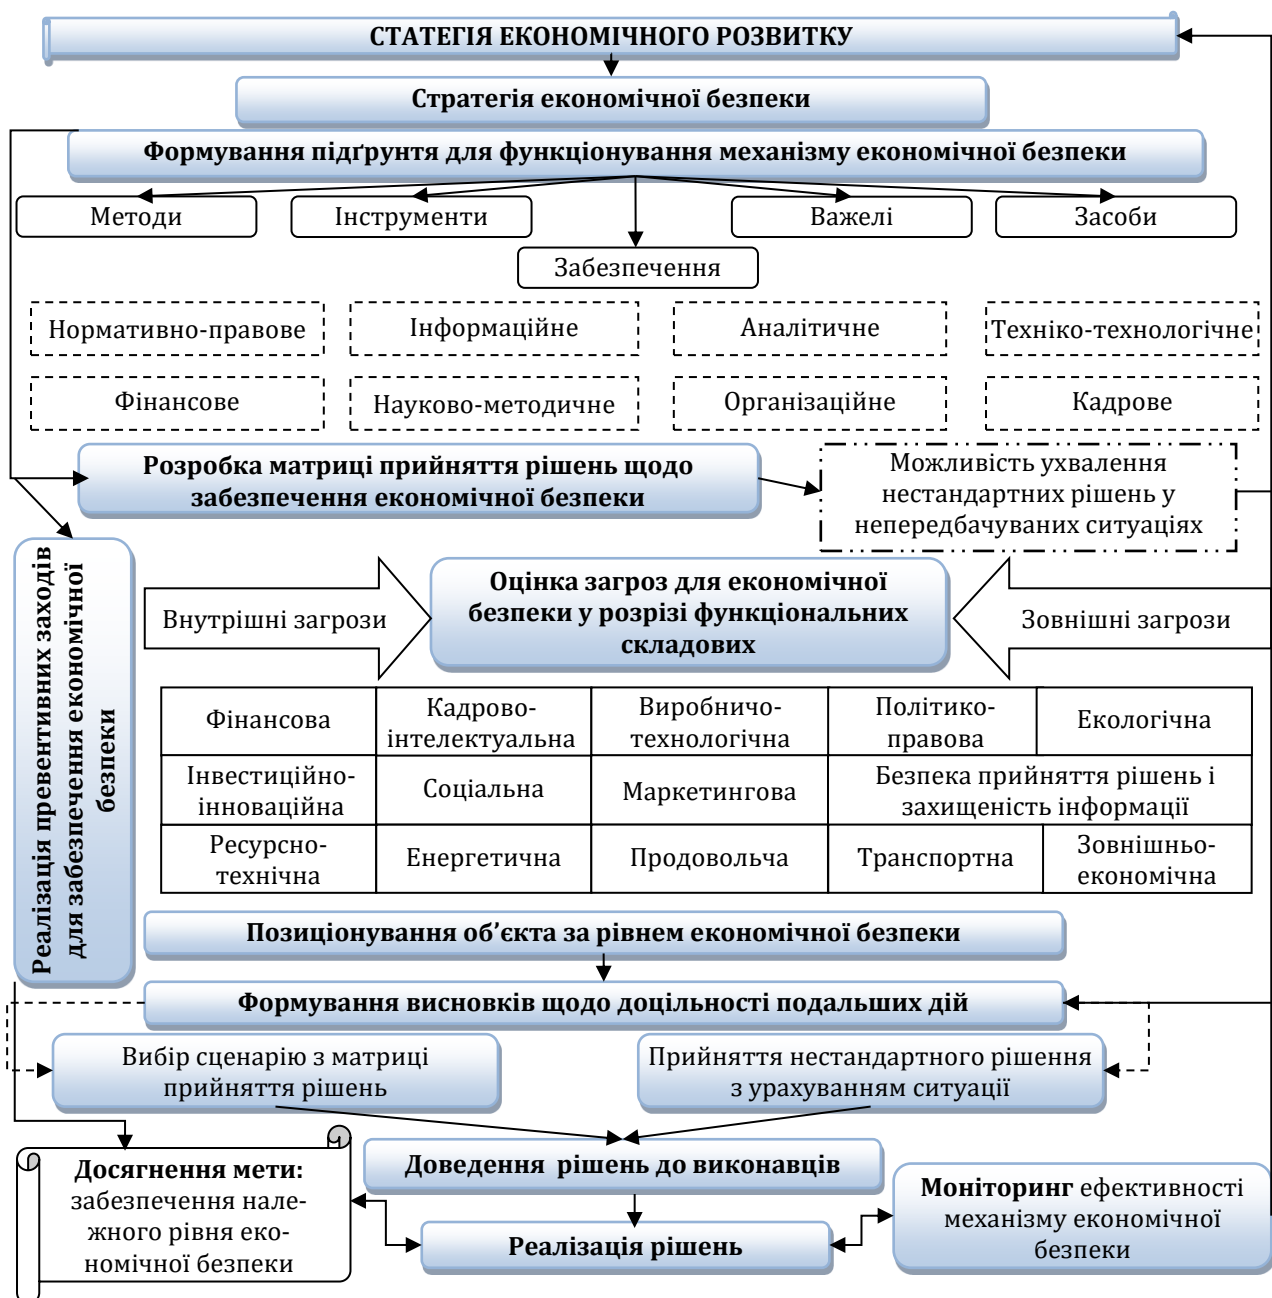 СТАТЕГІЯ ЕКОНОМІЧНОГО РОЗВИТКУ
Стратегія економічної безпеки
Формування підґрунтя для функціонування механізму економічної безпеки
Методи
Інструменти
Важелі
Засоби
Забезпечення
Нормативно-правове
Інформаційне
Аналітичне
Техніко-технологічне
Фінансове
Науково-методичне
Організаційне
Кадрове
Розробка матриці прийняття рішень щодо
забезпечення економічної безпеки
Можливість ухвалення
нестандартних рішень у
непередбачуваних ситуаціях
Реалізація превентивних заходів
для забезпечення економічної
безпеки
Внутрішні загрози
Оцінка загроз для економічної
безпеки у розрізі функціональних
складових
Зовнішні загрози
Фінансова
Кадрово-
інтелектуальна
Виробничо-
технологічна
Політико-
правова
Екологічна
Інвестиційно-
інноваційна
Соціальна
Маркетингова
Безпека прийняття рішень і
захищеність інформації
Ресурсно-
технічна
Енергетична
Продовольча
Транспортна
Зовнішньо-
економічна
Позиціонування об’єкта за рівнем економічної безпеки
Формування висновків щодо доцільності подальших дій
Вибір сценарію з матриці
прийняття рішень
Прийняття нестандартного рішення
з урахуванням ситуації
Досягнення мети:
забезпечення нале-
жного рівня еко-
номічної безпеки
Доведення рішень до виконавців
Реалізація рішень
Моніторинг ефективності
механізму економічної
безпеки